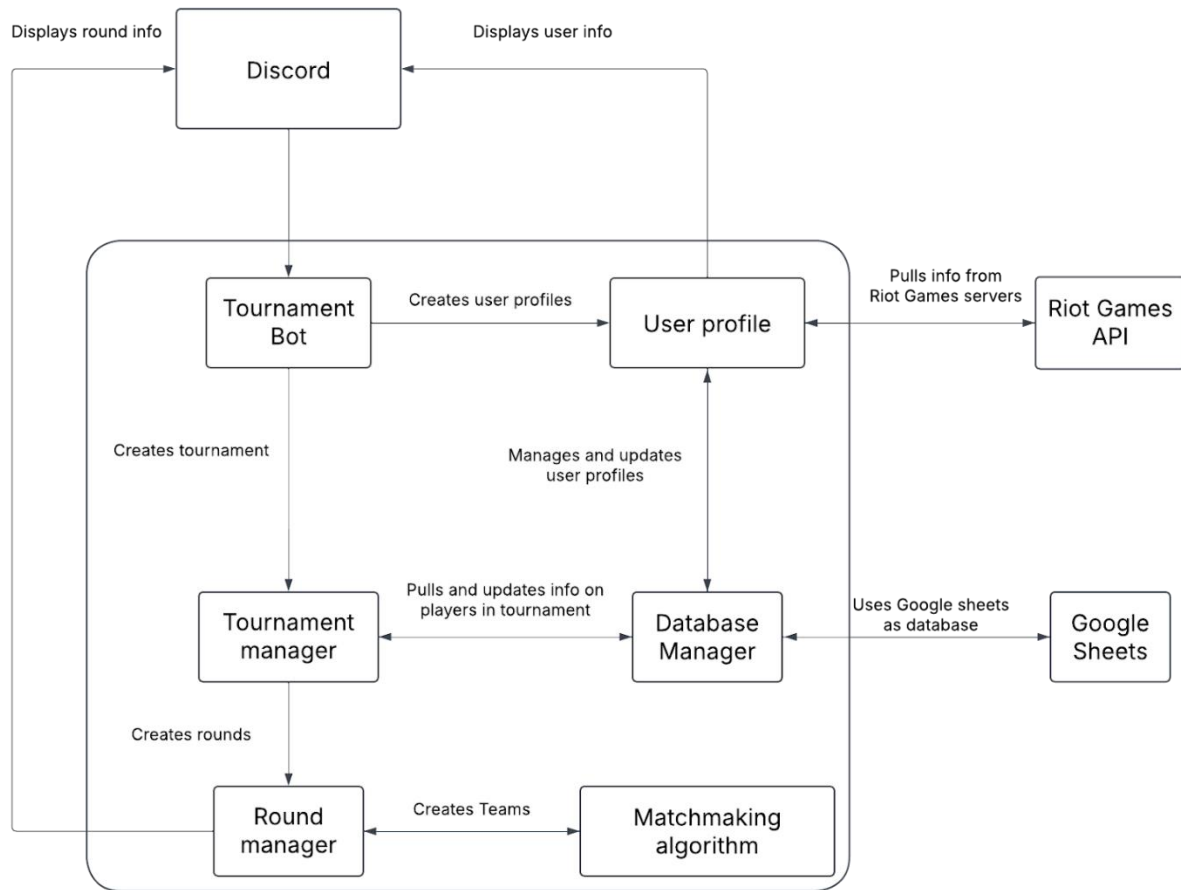 Displays round info
Displays user info
Discord
Tournament
Bot
Creates user profiles
User profile
Pulls info from
Riot Games servers
Riot Games
API
Creates tournament
Manages and updates
user profiles
Tournament
manager
Pulls and updates info on
players in tournament
Database
Manager
Uses Google sheets
as database
Google
Sheets
Creates rounds
Round
manager
Creates Teams
Matchmaking
algorithm